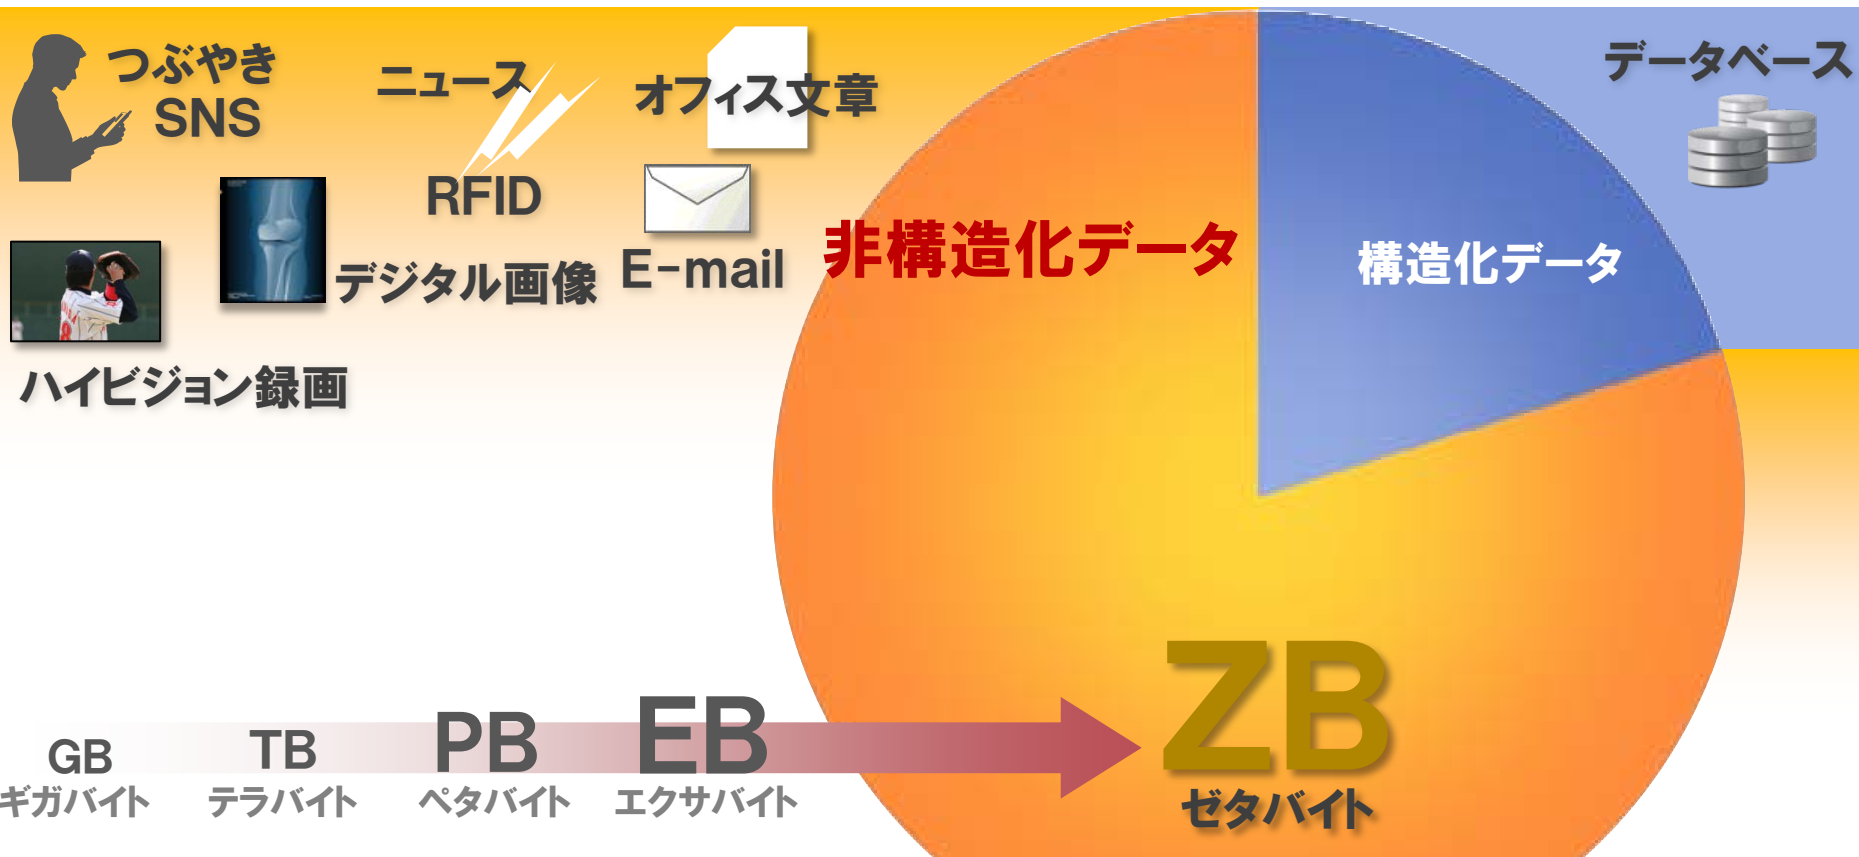 つぶやき
SNS
ニュース
オフィス文章
データベース
RFID
デジタル画像
E-mail
ハイビジョン録画
非構造化データ
構造化データ
GB
ギガバイト
TB
テラバイト
PB
ペタバイト
EB
エクサバイト
ZB
ゼタバイト